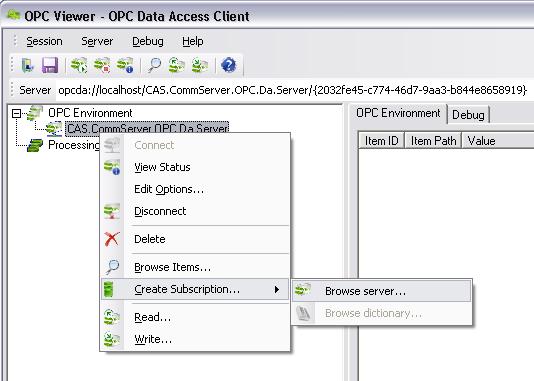 OPC Viewer - OPC Data Access Client
Session Server Debug Help
Server: opcda://localhost/CAS.CommServer.OPC.Da.Server/{2032fe45-c774-46d7-9aa3-b844e8658919}
OPC Environment
CAS.CommServer.OPC.Da.Server
Processing
OPC Environment Debug
Item ID Item Path Value
Connect
View Status
Edit Options...
Disconnect
Delete
Browse Items...
Create Subscription...
Read...
Write...
Browse server...
Browse dictionary...